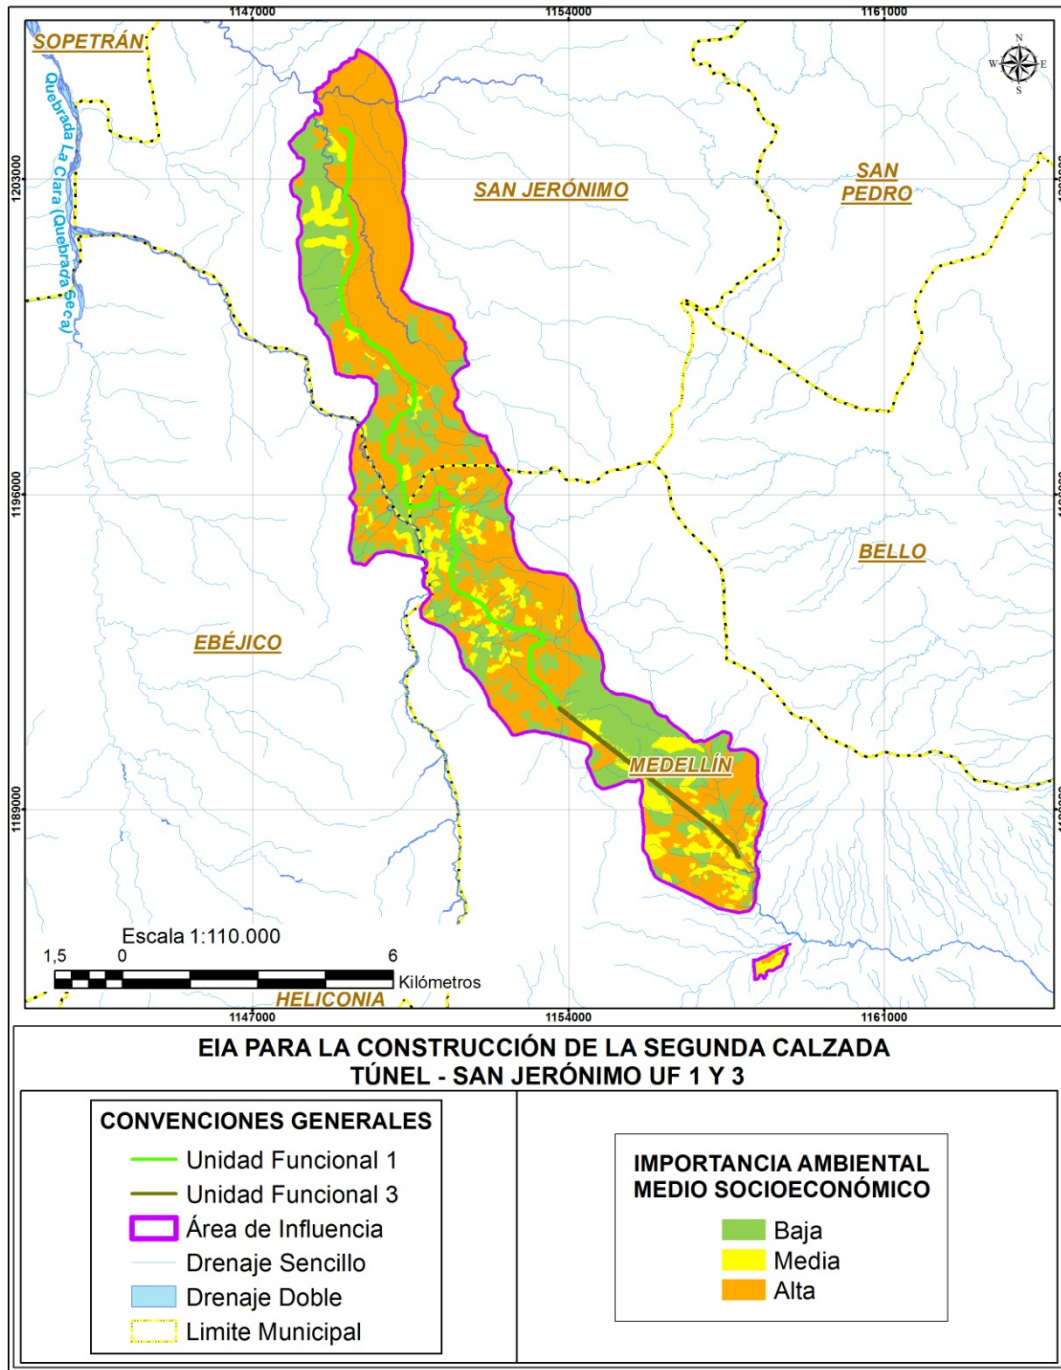 1147000 1154000 1161000
SOPETRÁN
N
W E
S
Quebrada La Clara (Quebrada Seca)
1203000
SAN JERÓNIMO
SAN
PEDRO
1196000
BELLO
EBÉJICO
MEDELLÍN
1189000
Escala 1:110.000
1,5 0 6
Kilómetros
HELICONIA
1147000 1154000 1161000
EIA PARA LA CONSTRUCCIÓN DE LA SEGUNDA CALZADA
TÚNEL - SAN JERÓNIMO UF 1 Y 3
CONVENCIONES GENERALES
Unidad Funcional 1
Unidad Funcional 3
Área de Influencia
Drenaje Sencillo
Drenaje Doble
Limite Municipal
IMPORTANCIA AMBIENTAL
MEDIO SOCIOECONÓMICO
Baja
Media
Alta